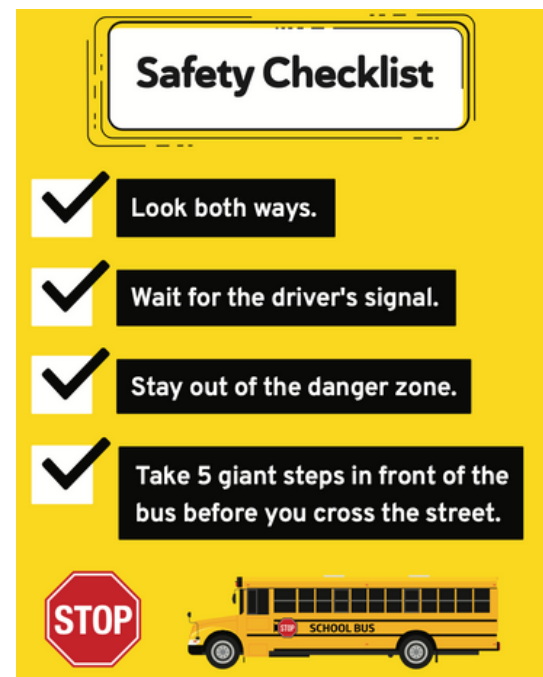 Safety Checklist
Look both ways.
Wait for the driver's signal.
Stay out of the danger zone.
Take 5 giant steps in front of the
bus before you cross the street.
STOP
STOP
SCHOOL BUS